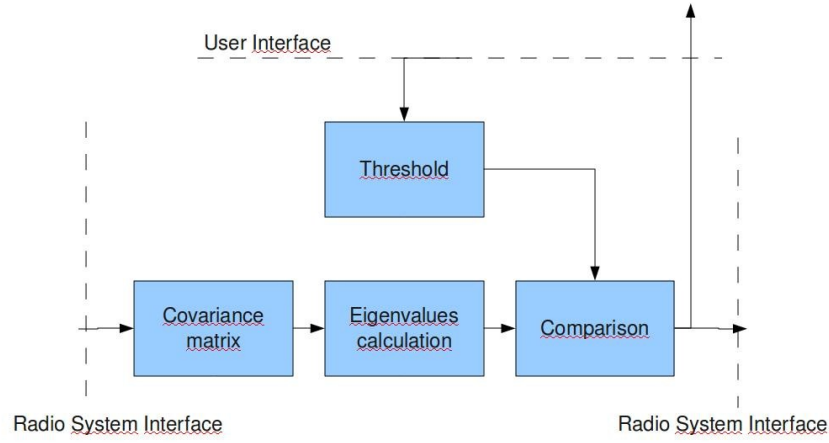 User Interface
Threshold
Covariance
matrix
Eigenvalues
calculation
Comparison
Radio System Interface
Radio System Interface